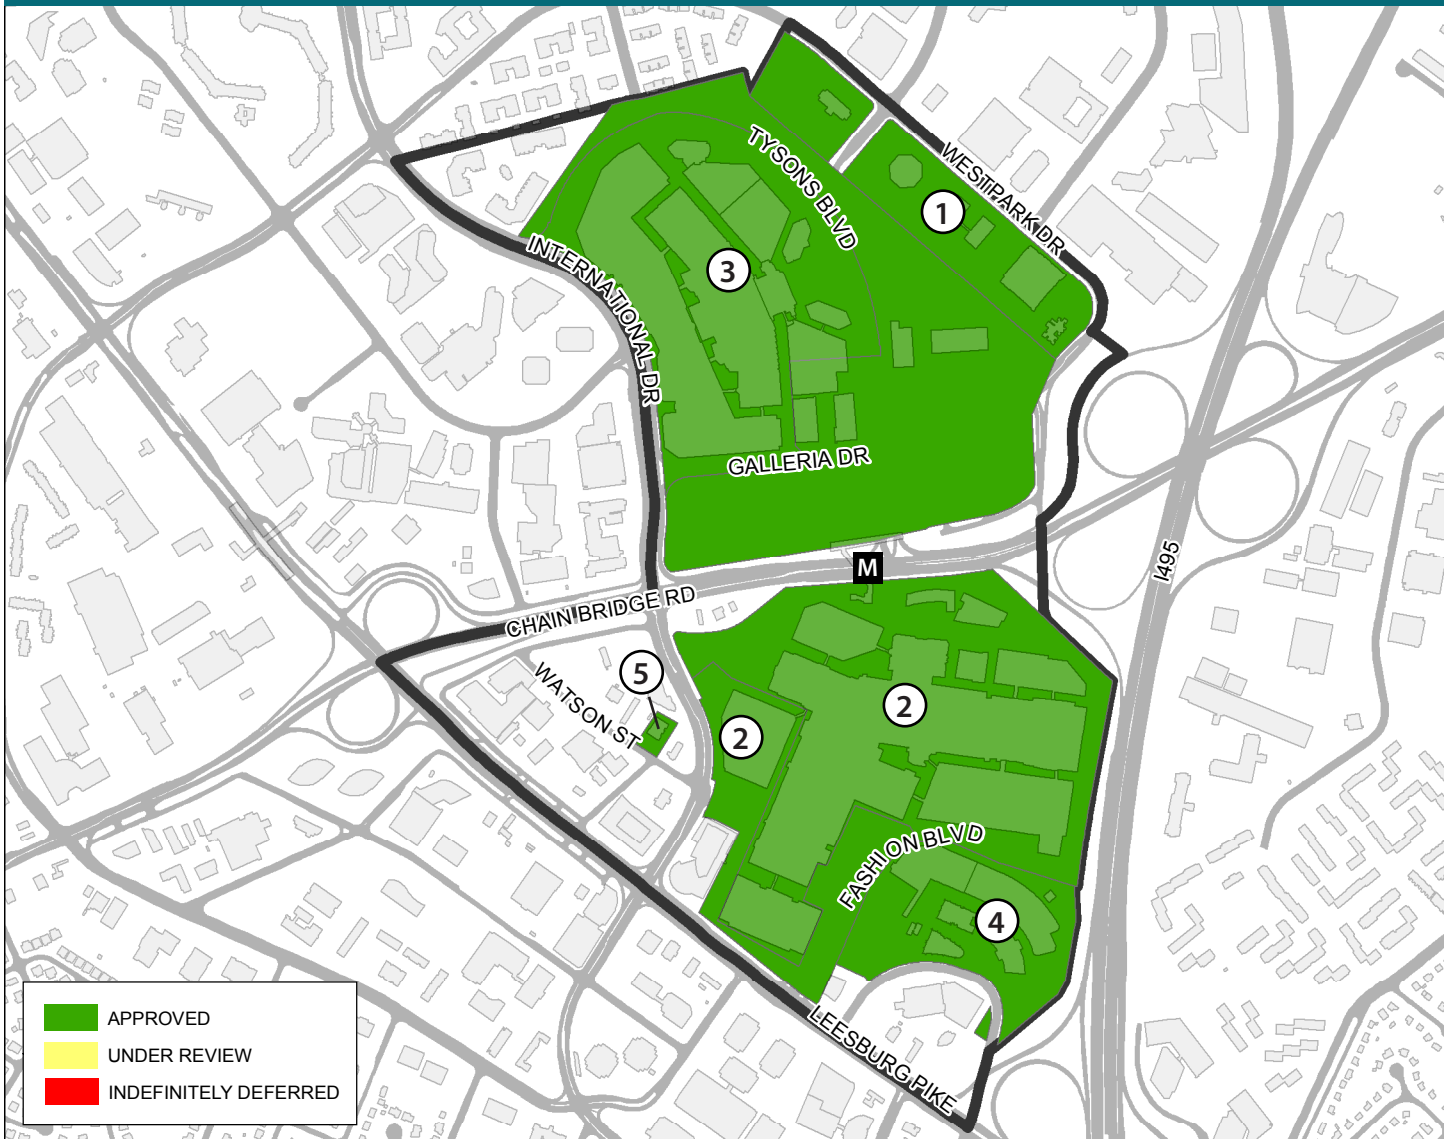 TYSONS BLVD
WESTPARK DR
1
INTERNATIONAL DR
3
GALLERIA DR
I495
M
CHAIN BRIDGE RD
5
WATSON ST
2
2
FASHION BLVD
4
LEESBURG PIKE
APPROVED
UNDER REVIEW
INDEFINITELY DEFERRED